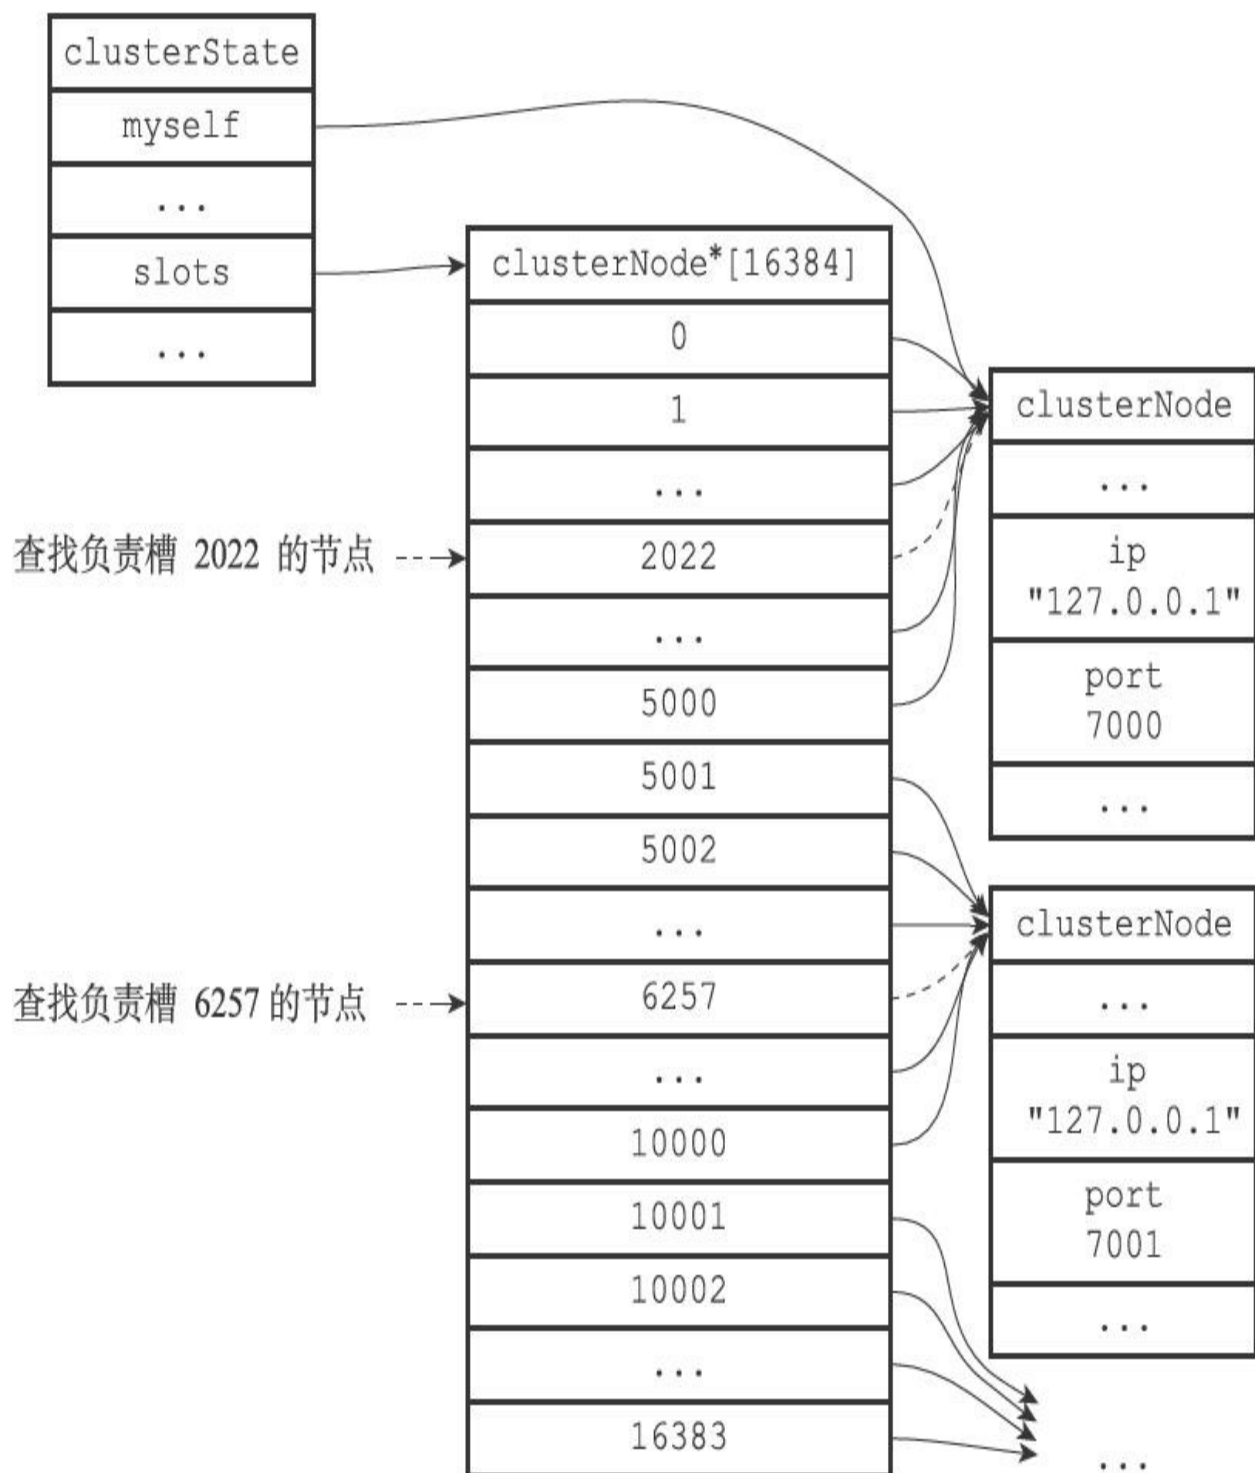 clusterState
myself
...
slots
...
clusterNode*[16384]
0
1
...
查找负责槽 2022 的节点
2022
...
5000
5001
5002
...
查找负责槽 6257 的节点
6257
...
10000
10001
10002
...
16383
clusterNode
...
ip
"127.0.0.1"
port
7000
...
clusterNode
...
ip
"127.0.0.1"
port
7001
...
...